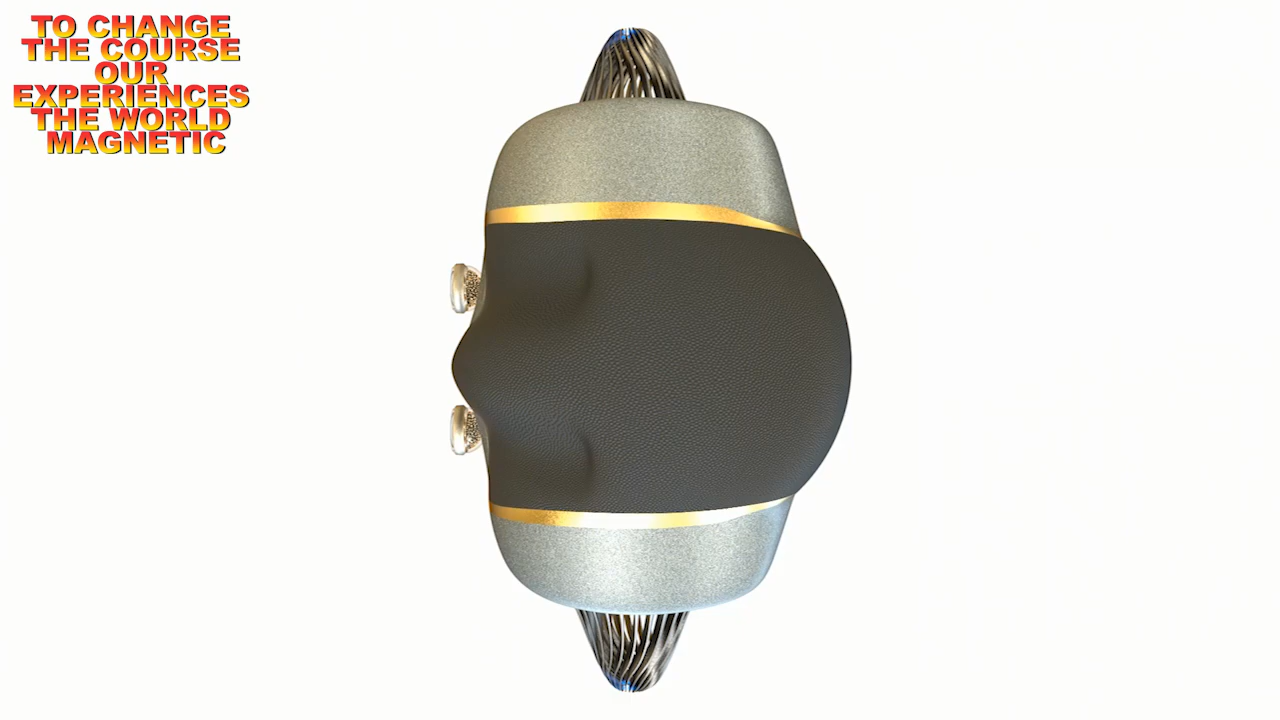 TO CHANGE
THE COURSE
OUR
EXPERIENCES
THE WORLD
MAGNETIC